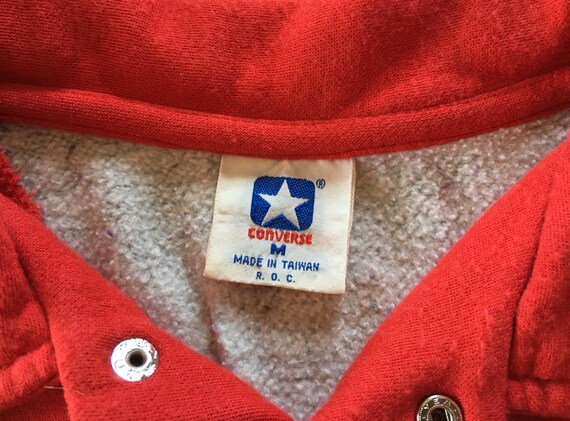 ®
CONVERSE
M
MADE IN TAIWAN
R. O. C.